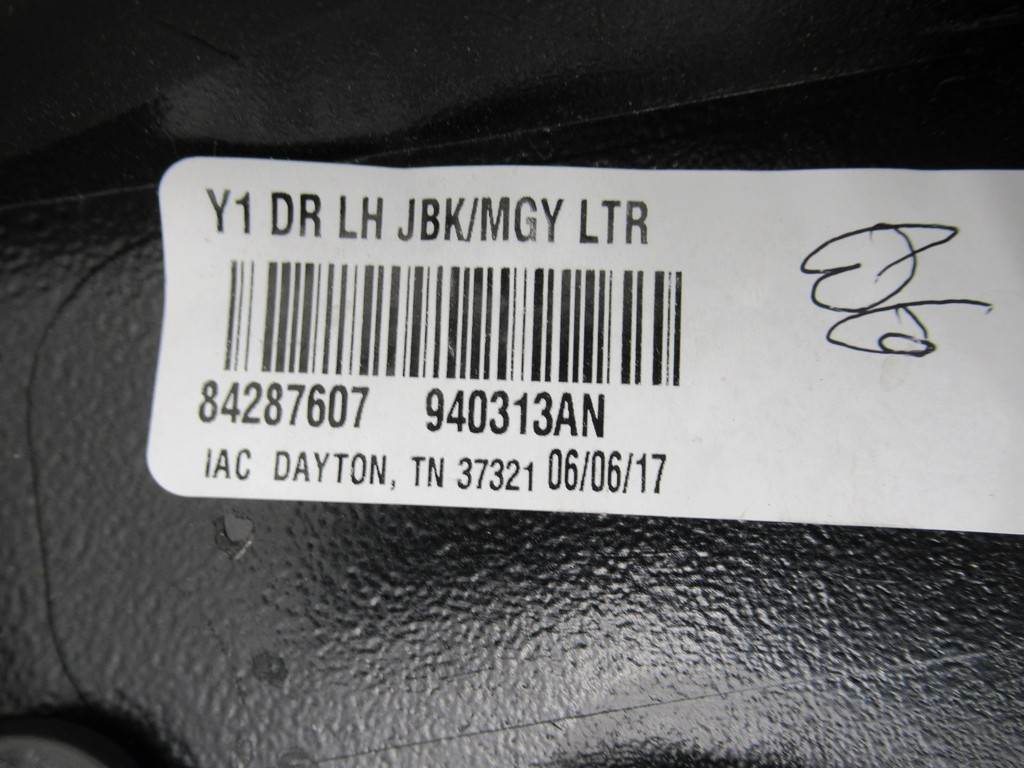 Y1 DR LH JBK/MGY LTR
84287607 940313AN
IAC DAYTON, TN 37321 06/06/17